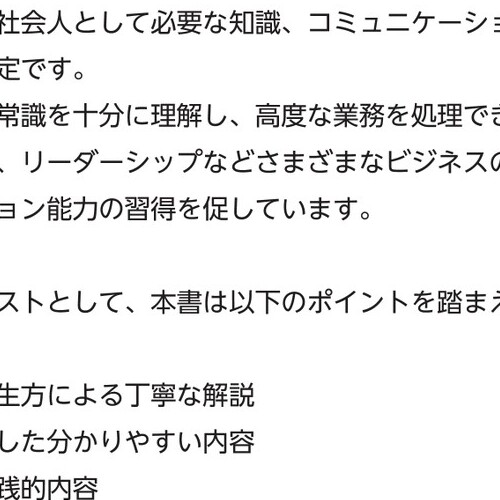 社会人として必要な知識、コミュニケーショ
定です。
常識を十分に理解し、高度な業務を処理でき
、リーダーシップなどさまざまなビジネスの
ョン能力の習得を促しています。
ストとして、本書は以下のポイントを踏まえ
生方による丁寧な解説
した分かりやすい内容
践的内容